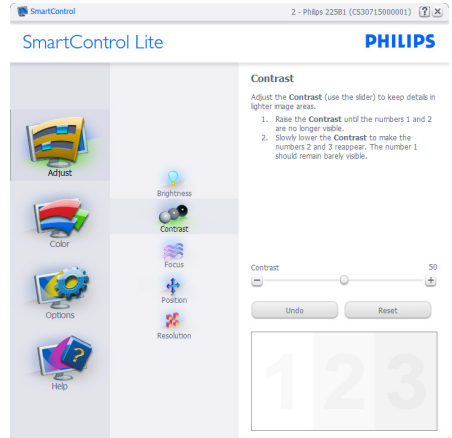 SmartControl
2 - Philips 225B1 (CS30715000001)
?
SmartControl Lite
PHILIPS
Adjust
Color
Options
Help
Brightness
Contrast
Focus
Position
Resolution
Contrast
Adjust the Contrast (use the slider) to keep details in
lighter image areas.
1. Raise the Contrast until the numbers 1 and 2
are no longer visible.
2. Slowly lower the Contrast to make the
numbers 2 and 3 reappear. The number 1
should remain barely visible.
Contrast 50
Undo Reset
1 2 3